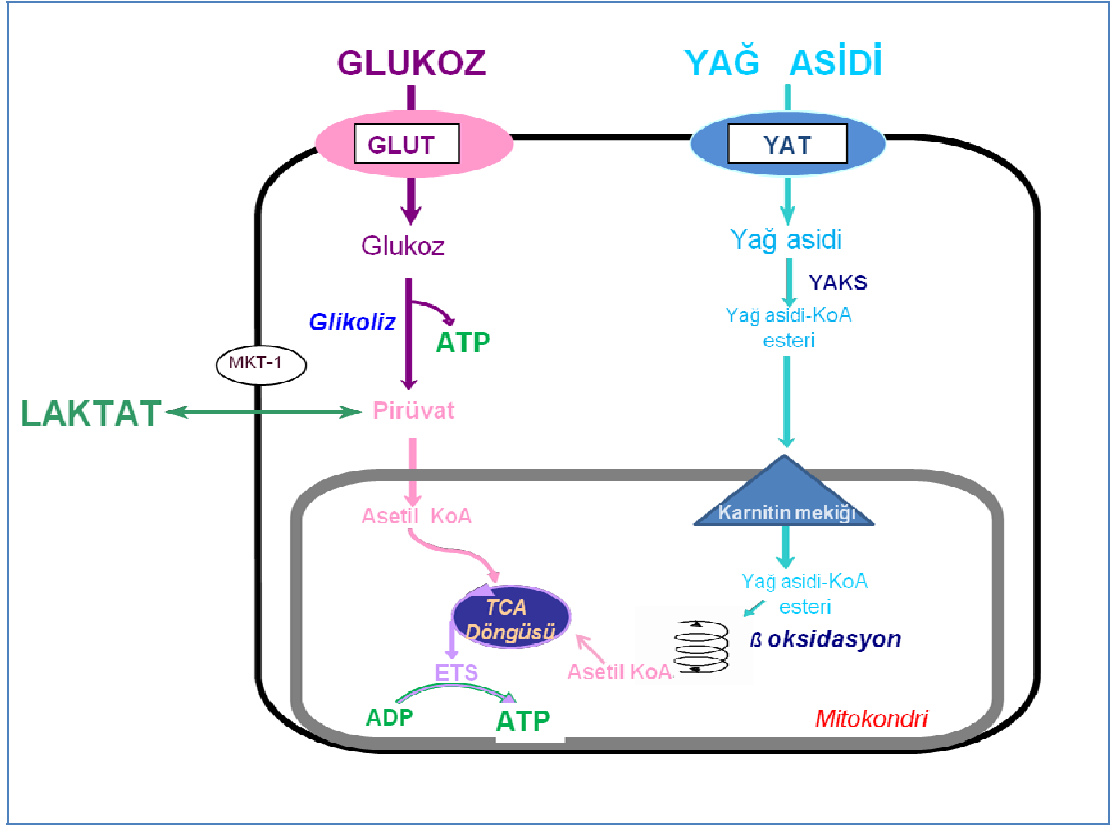 GLUKOZ
YAĞ ASİDİ
GLUT
YAT
Glukoz
Yağ asidi
YAKS
Yağ asidi-KoA
esteri
Glikoliz
ATP
MKT-1
LAKTAT
Pirüvat
Karnitin mekiği
Asetil KoA
Yağ asidi-KoA
esteri
TCA
Döngüsü
ß oksidasyon
ETS
Asetil KoA
ADP
ATP
Mitokondri